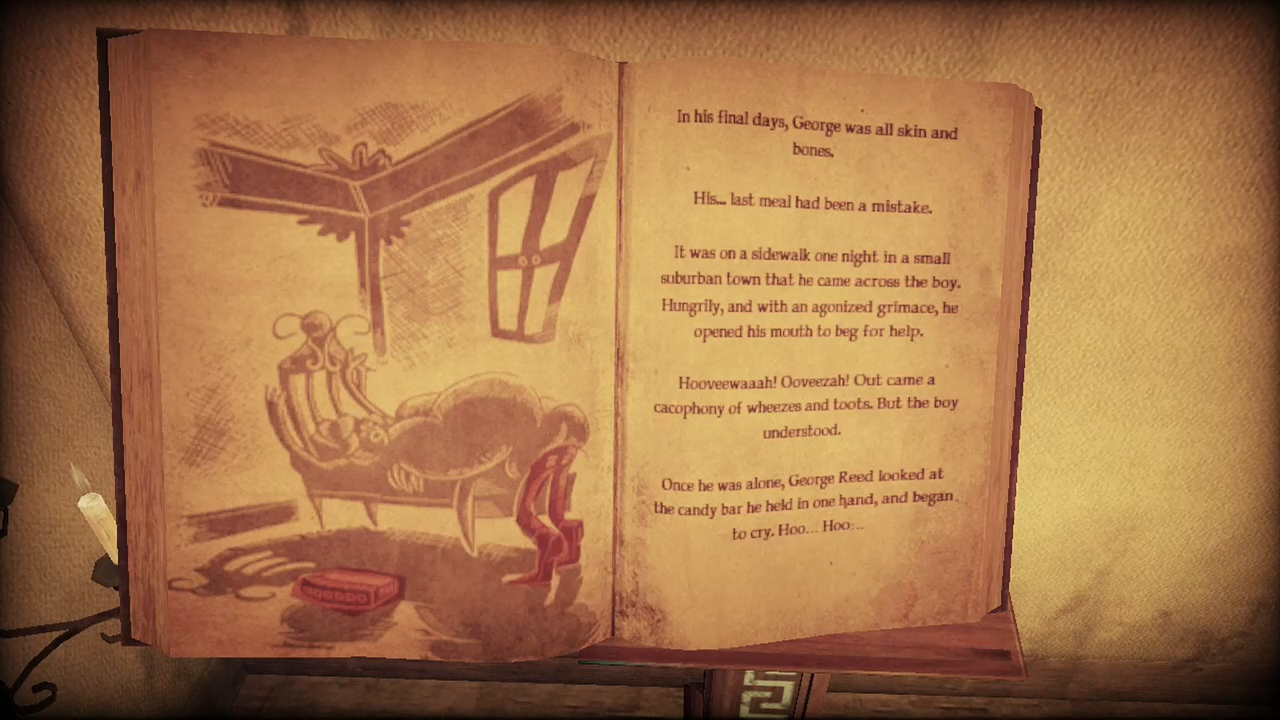 In his final days, George was all skin and
bones.
His... last meal had been a mistake.
It was on a sidewalk one night in a small
suburban town that he came across the boy.
Hungrily, and with an agonized grimace, he
opened his mouth to beg for help.
Hooveewaaah! Ooveezah! Out came a
cacophony of wheezes and toots. But the boy
understood.
Once he was alone, George Reed looked at
the candy bar he held in one hand, and began
to cry. Hoo... Hoo...